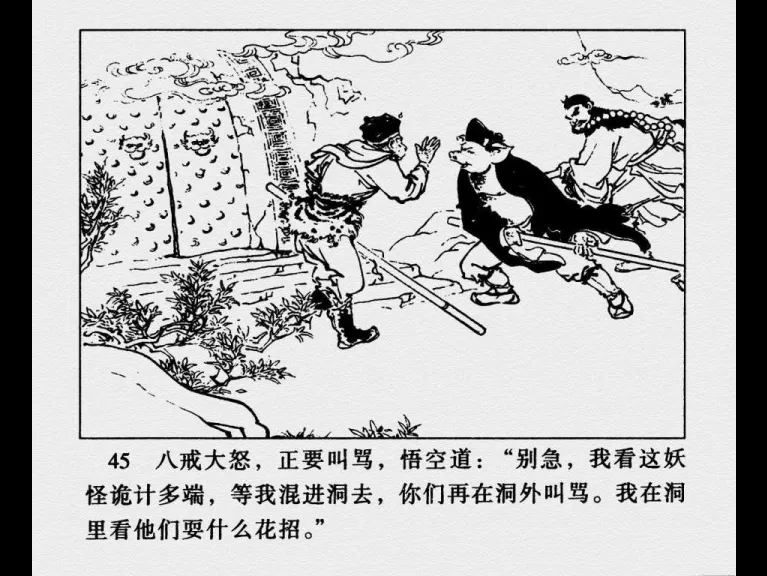 45 八戒大怒，正要叫骂，悟空道：“别急，我看这妖
怪诡计多端，等我混进洞去，你们再在洞外叫骂。我在洞
里看他们耍什么花招。”